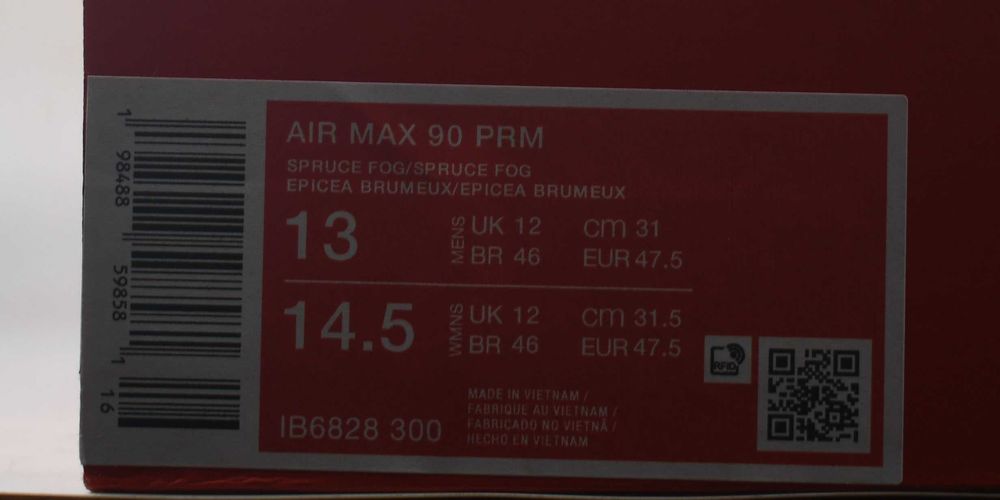 1 98488 59858 1 16
AIR MAX 90 PRM
SPRUCE FOG/SPRUCE FOG
EPICEA BRUMEUX/EPICEA BRUMEUX
13 MENS UK 12 CM 31
BR 46 EUR 47.5
14.5 WMNS UK 12 CM 31.5
BR 46 EUR 47.5
RFID
IB6828 300
MADE IN VIETNAM /
FABRIQUE AU VIETNAM /
FABRICADO NO VIETNÃ /
HECHO EN VIETNAM